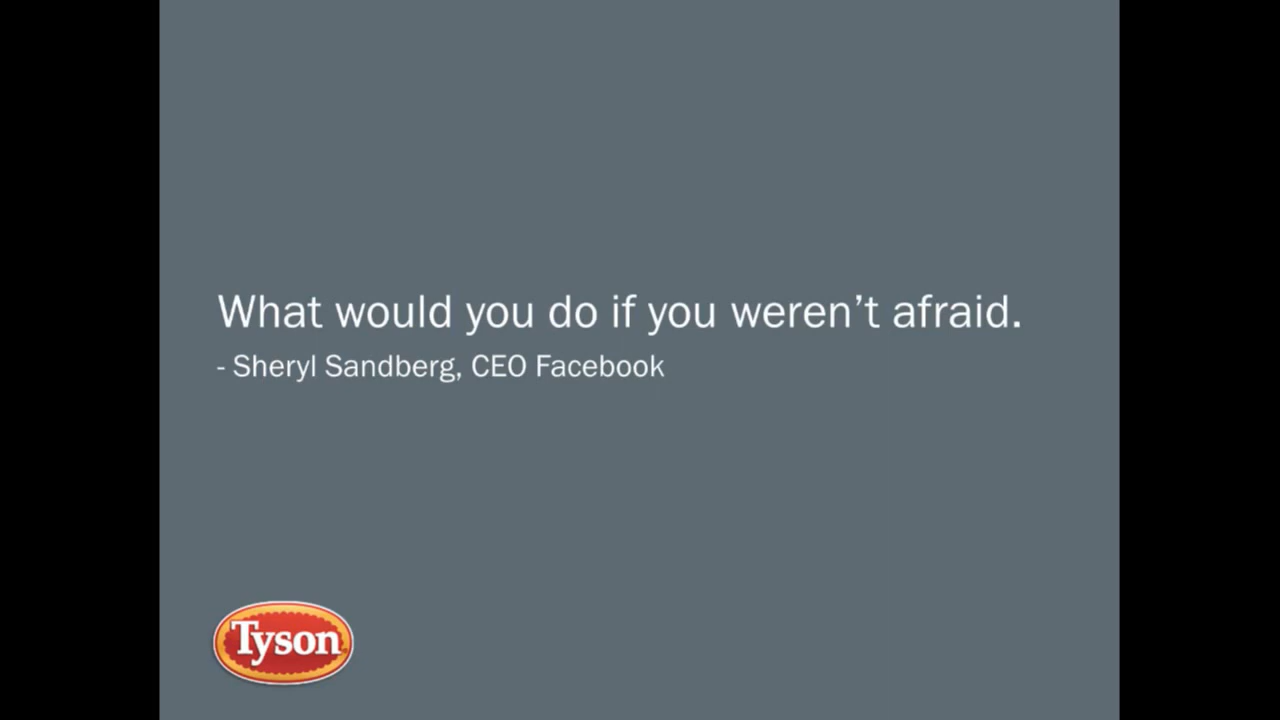 What would you do if you weren’t afraid.
- Sheryl Sandberg, CEO Facebook
Tyson